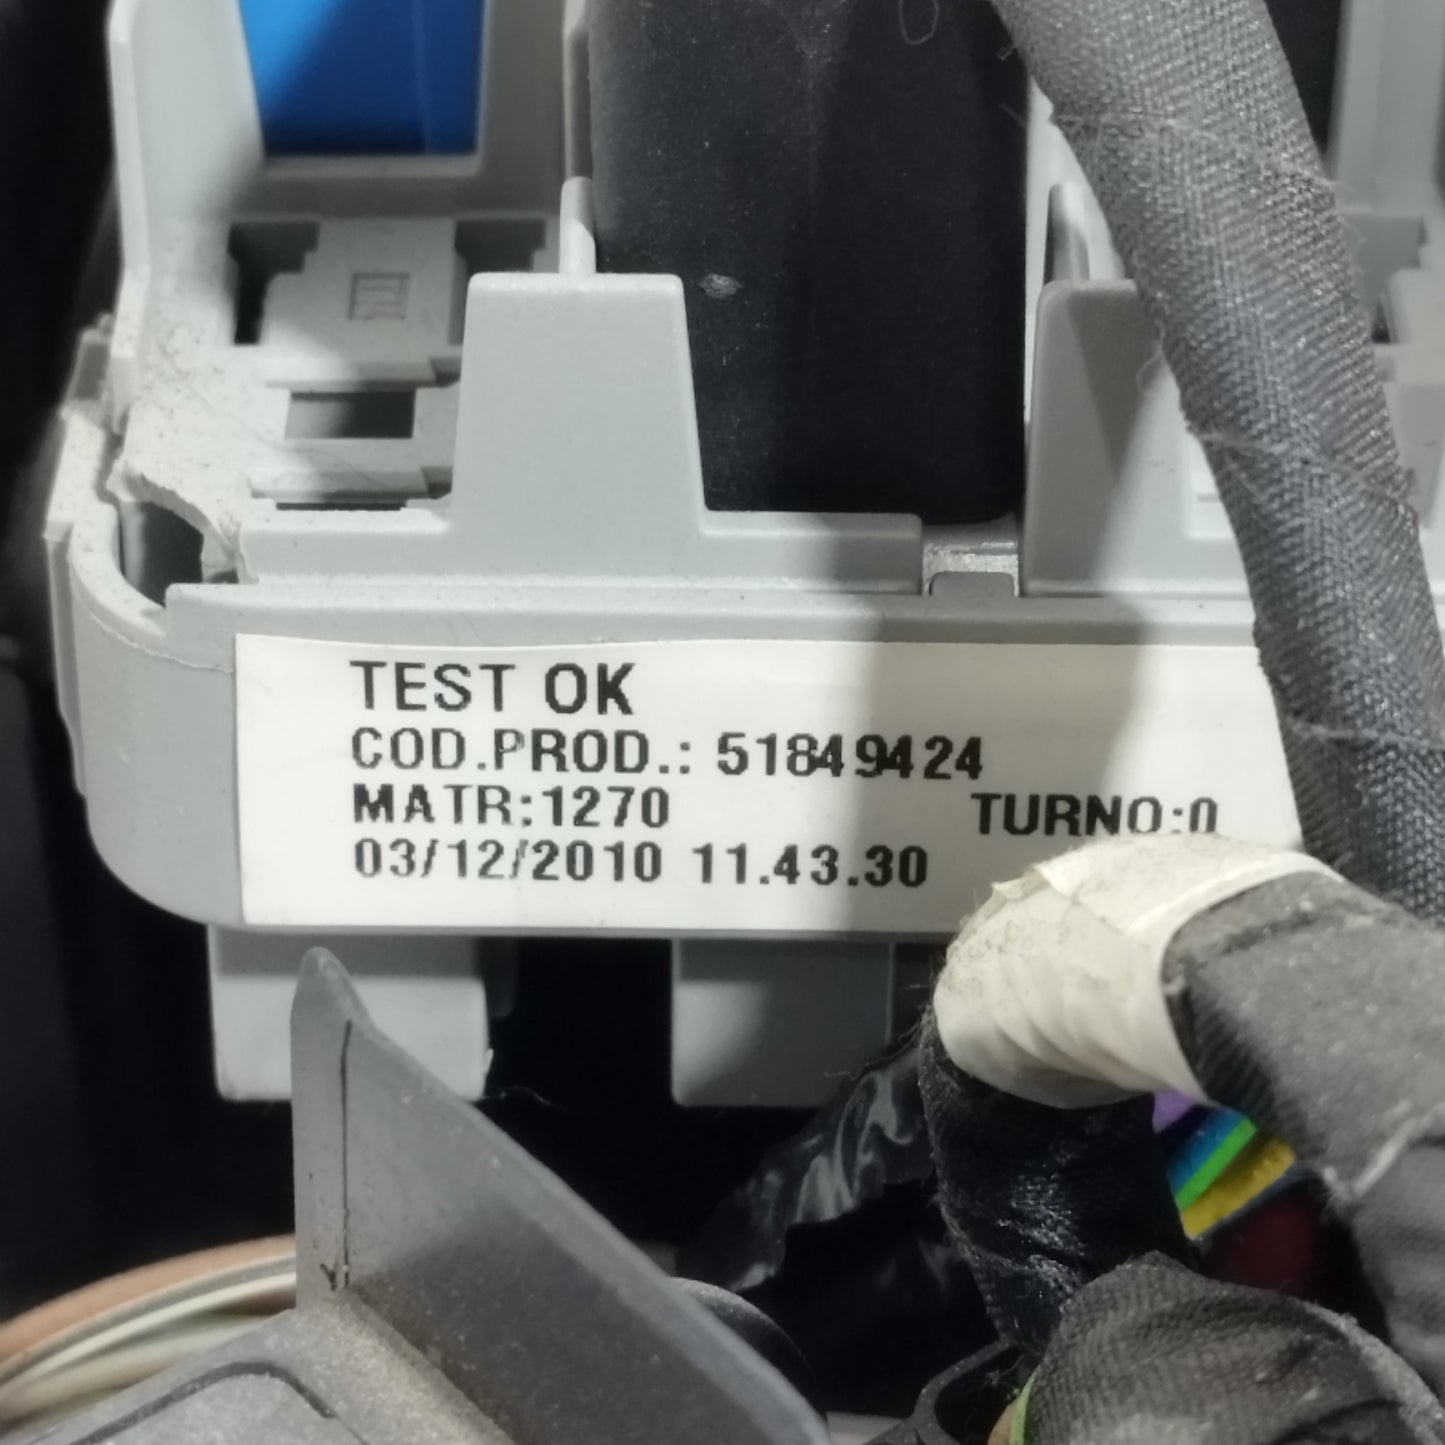 TEST OK
COD.PROD.: 51849424
MATR:1270 TURNO:0
03/12/2010 11.43.30